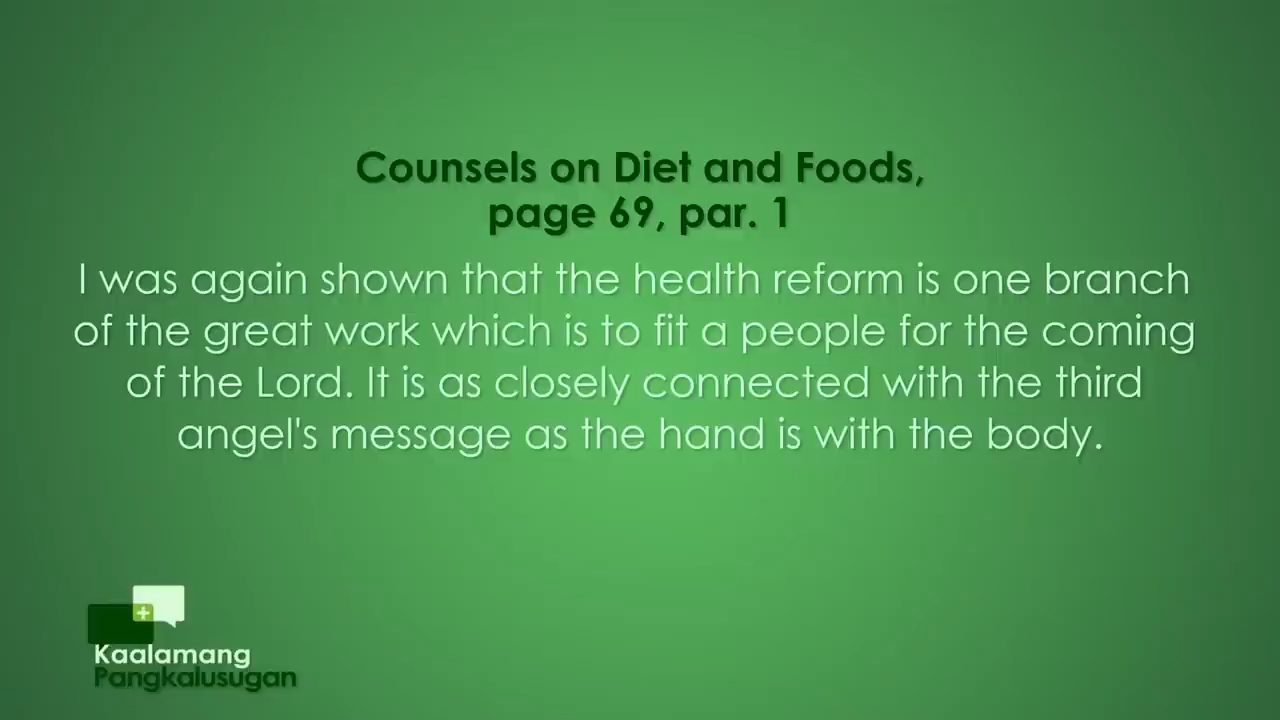 Counsels on Diet and Foods,
page 69, par. 1
I was again shown that the health reform is one branch
of the great work which is to fit a people for the coming
of the Lord. It is as closely connected with the third
angel's message as the hand is with the body.
Kaalamang
Pangkalusugan